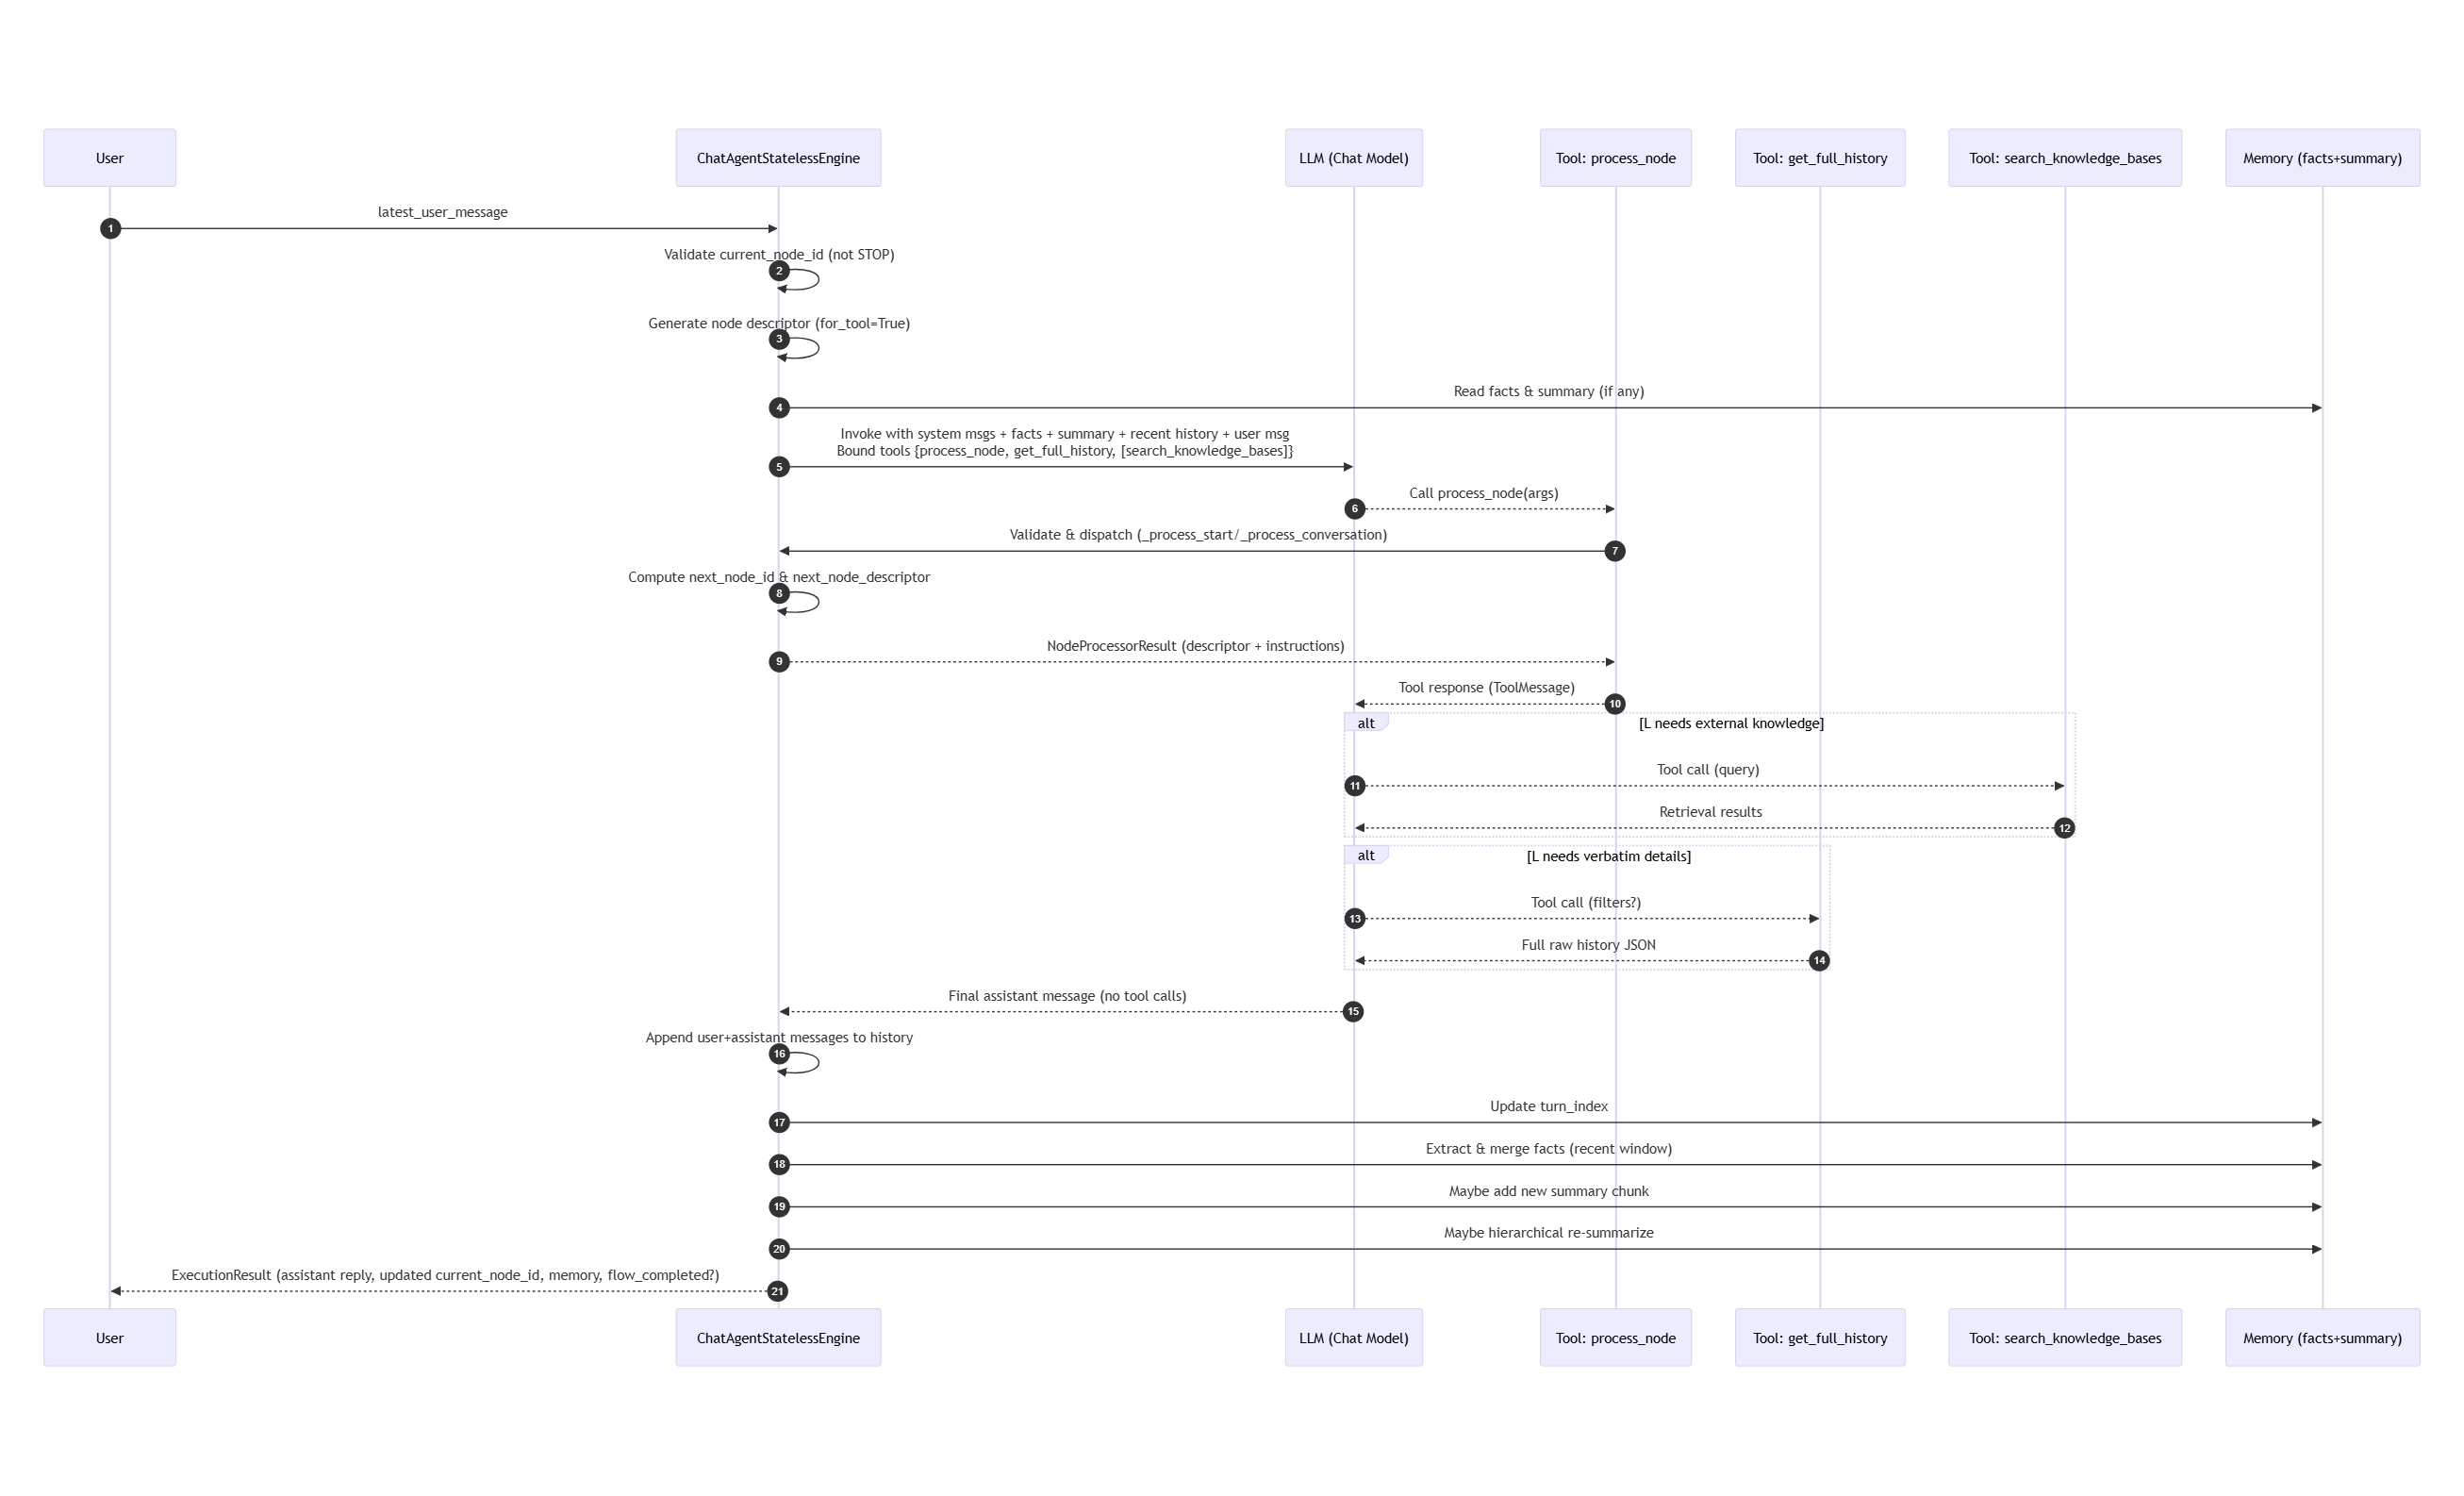 User
ChatAgentStatelessEngine
LLM (Chat Model)
Tool: process_node
Tool: get_full_history
Tool: search_knowledge_bases
Memory (facts+summary)
latest_user_message
1
Validate current_node_id (not STOP)
2
Generate node descriptor (for_tool=True)
3
Read facts & summary (if any)
4
Invoke with system msgs + facts + summary + recent history + user msg
Bound tools {process_node, get_full_history, [search_knowledge_bases]}
5
Call process_node(args)
6
Validate & dispatch (_process_start/_process_conversation)
7
Compute next_node_id & next_node_descriptor
8
NodeProcessorResult (descriptor + instructions)
9
Tool response (ToolMessage)
10
alt
[L needs external knowledge]
Tool call (query)
11
Retrieval results
12
alt
[L needs verbatim details]
Tool call (filters?)
13
Full raw history JSON
14
Final assistant message (no tool calls)
15
Append user+assistant messages to history
16
Update turn_index
17
Extract & merge facts (recent window)
18
Maybe add new summary chunk
19
Maybe hierarchical re-summarize
20
ExecutionResult (assistant reply, updated current_node_id, memory, flow_completed?)
21
User
ChatAgentStatelessEngine
LLM (Chat Model)
Tool: process_node
Tool: get_full_history
Tool: search_knowledge_bases
Memory (facts+summary)